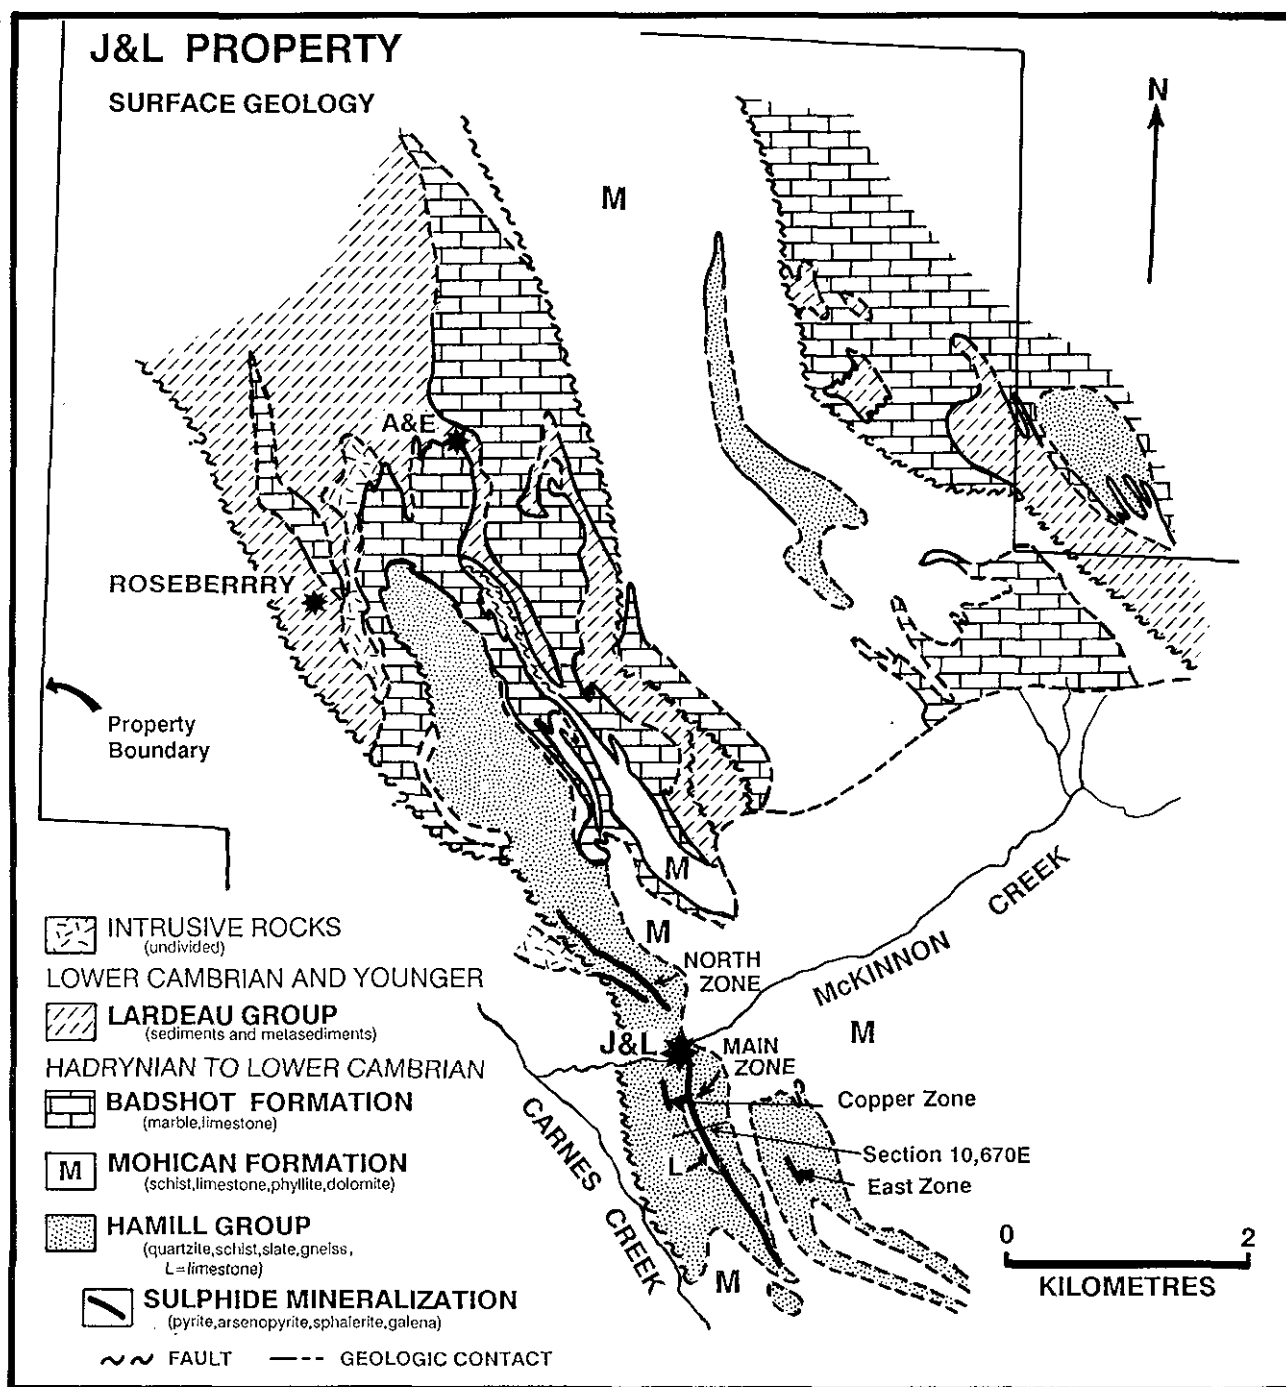 J&L PROPERTY
SURFACE GEOLOGY
N
M
A&E
ROSEBERRRY
Property
Boundary
M
M
NORTH
ZONE
McKINNON
CREEK
M
J&L
MAIN
ZONE
Copper Zone
Section 10,670E
L
East Zone
CARNES
CREEK
M
0
2
KILOMETRES
INTRUSIVE ROCKS
(undivided)
LOWER CAMBRIAN AND YOUNGER
LARDEAU GROUP
(sediments and metasediments)
HADRYNIAN TO LOWER CAMBRIAN
BADSHOT FORMATION
(marble,limestone)
M MOHICAN FORMATION
(schist,limestone,phyllite,dolomite)
HAMILL GROUP
(quartzite,schist,slate,gneiss,
L=limestone)
SULPHIDE MINERALIZATION
(pyrite,arsenopyrite,sphalerite,galena)
FAULT
GEOLOGIC CONTACT